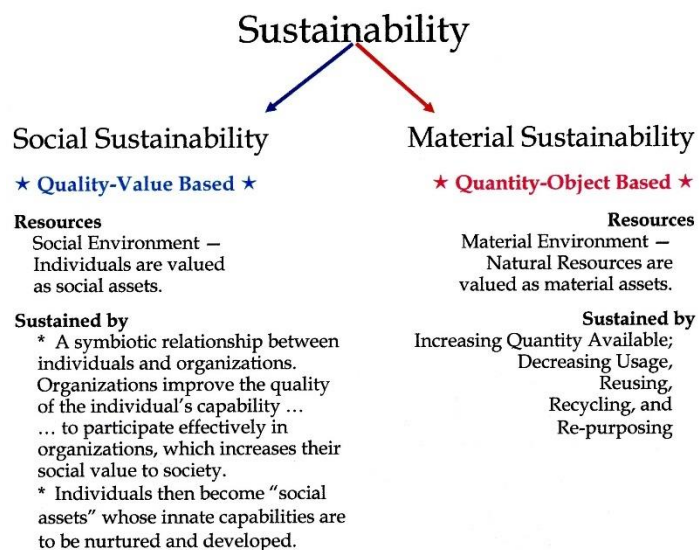 Sustainability
Social Sustainability
★ Quality-Value Based ★
Resources
Social Environment —
Individuals are valued
as social assets.
Sustained by
* A symbiotic relationship between
individuals and organizations.
Organizations improve the quality
of the individual's capability ...
... to participate effectively in
organizations, which increases their
social value to society.
* Individuals then become “social
assets” whose innate capabilities are
to be nurtured and developed.
Material Sustainability
★ Quantity-Object Based ★
Resources
Material Environment —
Natural Resources are
valued as material assets.
Sustained by
Increasing Quantity Available;
Decreasing Usage,
Reusing,
Recycling, and
Re-purposing